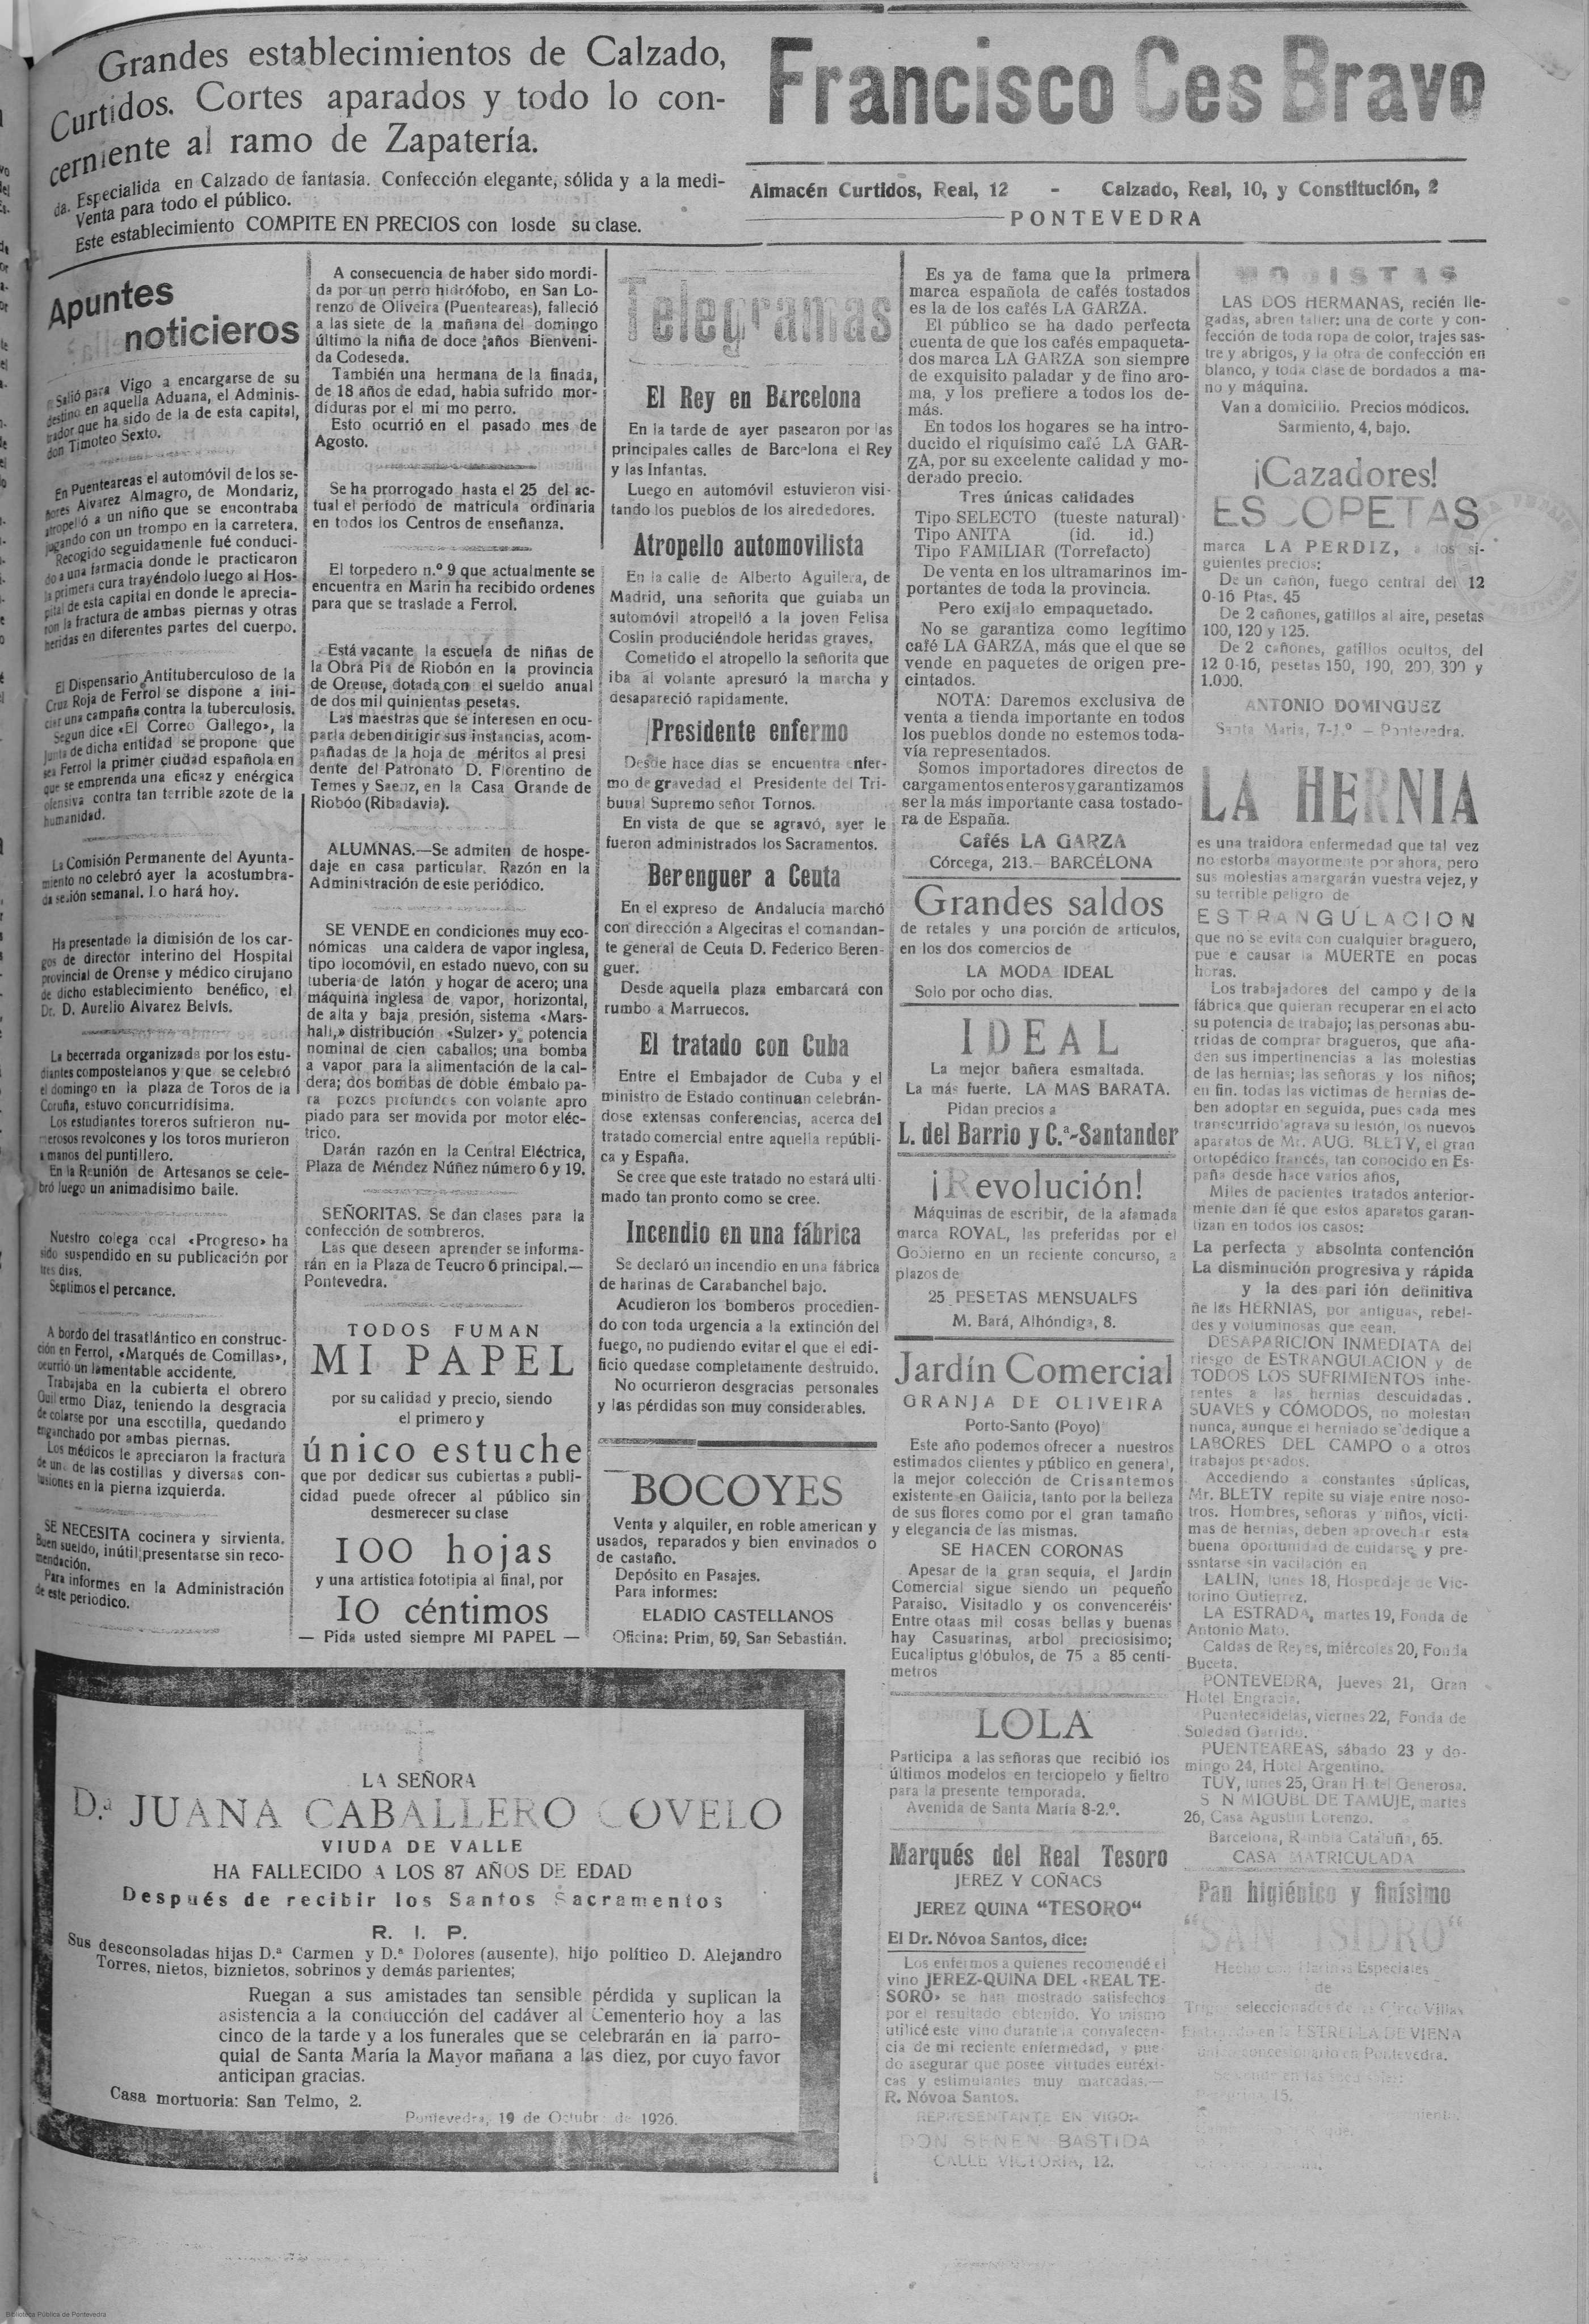 Grandes establecimientos de Calzado,
Curtidos. Cortes aparados y todo lo con-
cerniente al ramo de Zapatería.
Especialida en Calzado de fantasía. Confección elegante, sólida y a la medi-
da. Venta para todo el público.
Este establecimiento COMPITE EN PRECIOS con losde su clase.
Francisco Ces Bravo
Almacén Curtidos, Real, 12 - Calzado, Real, 10, y Constitución, 2
PONTEVEDRA
Apuntes
noticieros
Salió para Vigo a encargarse de su
destino en aquella Aduana, el Adminis-
trador que ha sido de la de esta capital,
don Timoteo Sexto.
En Puenteareas el automóvil de los se-
ñores Alvarez Almagro, de Mondariz,
atropelló a un niño que se encontraba
jugando con un trompo en la carretera.
Recogido seguidamenle fué conduci-
do a una farmacia donde le practicaron
la primera cura trayéndolo luego al Hos-
pital de esta capital en donde le aprecia-
ron la fractura de ambas piernas y otras
heridas en diferentes partes del cuerpo.
El Dispensario Antituberculoso de la
Cruz Roja de Ferrol se dispone a ini-
ciar una campaña contra la tuberculosis.
Segun dice «El Correo Gallego», la
Junta de dicha entidad se propone que
sea Ferrol la primer ciudad española en
que se emprenda una eficaz y enérgica
ofensiva contra tan terrible azote de la
humanidad.
La Comisión Permanente del Ayunta-
miento no celebró ayer la acostumbra-
da sesión semanal. Lo hará hoy.
Ha presentado la dimisión de los car-
gos de director interino del Hospital
provincial de Orense y médico cirujano
de dicho establecimiento benéfico, el
Dr. D. Aurelio Alvarez Belvís.
La becerrada organizada por los estu-
diantes compostelanos y que se celebró
el domingo en la plaza de Toros de la
Coruña, estuvo concurridísima.
Los estudiantes toreros sufrieron nu-
merosos revolcones y los toros murieron
a manos del puntillero.
En la Reunión de Artesanos se cele-
bró luego un animadísimo baile.
Nuestro colega ocal «Progreso» ha
sido suspendido en su publicación por
tres días.
Septimos el percance.
A bordo del trasatlántico en construc-
ción en Ferrol, «Marqués de Comillas»,
ocurrió un lamentable accidente.
Trabajaba en la cubierta el obrero
Guillermo Diaz, teniendo la desgracia
de colarse por una escotilla, quedando
enganchado por ambas piernas.
Los médicos le apreciaron la fractura
de un. de las costillas y diversas con-
tusiones en la pierna izquierda.
SE NECESITA cocinera y sirvienta.
Buen sueldo, inútil presentarse sin reco-
mendación.
Para informes en la Administración
de este periódico.
A consecuencia de haber sido mordi-
da por un perro hidrófobo, en San Lo-
renzo de Oliveira (Puenteareas), falleció
a las siete de la mañana del domingo
último la niña de doce años Bienveni-
da Codeseda.
También una hermana de la finada,
de 18 años de edad, habia sufrido mor-
diduras por el mi mo perro.
Esto ocurrió en el pasado mes de
Agosto.
Se ha prorrogado hasta el 25 del ac-
tual el período de matrícula ordinaria
en todos los Centros de enseñanza.
El torpedero n.º 9 que actualmente se
encuentra en Marin ha recibido ordenes
para que se traslade a Ferrol.
Está vacante la escuela de niñas de
la Obra Pia de Riobón en la provincia
de Orense, dotada con el sueldo anual
de dos mil quinientas pesetas.
Las maestras que se interesen en ocu-
parla deben dirigir sus instancias, acom-
pañadas de la hoja de méritos al presi
dente del Patronato D. Florentino de
Temes y Saenz, en la Casa Grande de
Riobóo (Ribadavia).
ALUMNAS.—Se admiten de hospe-
daje en casa particular. Razón en la
Administración de este periódico.
SE VENDE en condiciones muy eco-
nómicas una caldera de vapor inglesa,
tipo locomóvil, en estado nuevo, con su
tubería de latón y hogar de acero; una
máquina inglesa de vapor, horizontal,
de alta y baja presión, sistema «Mars-
hall,» distribución «Sulzer» y potencia
nominal de cien caballos; una bomba
a vapor para la alimentación de la cal-
dera; dos bombas de doble émbalo pa-
ra pozos profundos con volante apro
piado para ser movida por motor eléc-
trico.
Darán razón en la Central Eléctrica,
Plaza de Méndez Núñez número 6 y 19.
SEÑORITAS. Se dan clases para la
confección de sombreros.
Las que deseen aprender se informa-
rán en la Plaza de Teucro 6 principal.—
Pontevedra.
TODOS FUMAN
MI PAPEL
por su calidad y precio, siendo
el primero y
único estuche
que por dedicar sus cubiertas a publi-
cidad puede ofrecer al público sin
desmerecer su clase
100 hojas
y una artística fototipia al final, por
10 céntimos
— Pida usted siempre MI PAPEL —
Telegramas
El Rey en Barcelona
En la tarde de ayer pasearon por las
principales calles de Barcelona el Rey
y las Infantas.
Luego en automóvil estuvieron visi-
tando los pueblos de los alrededores.
Atropello automovilista
En la calle de Alberto Aguilera, de
Madrid, una señorita que guiaba un
automóvil atropelló a la joven Felisa
Coslin produciéndole heridas graves.
Cometido el atropello la señorita que
iba al volante apresuró la marcha y
desapareció rapidamente.
Presidente enfermo
Desde hace días se encuentra enfer-
mo de gravedad el Presidente del Tri-
bunal Supremo señor Tornos.
En vista de que se agravó, ayer le
fueron administrados los Sacramentos.
Berenguer a Ceuta
En el expreso de Andalucía marchó
con dirección a Algeciras el comandan-
te general de Ceuta D. Federico Beren-
guer.
Desde aquella plaza embarcará con
rumbo a Marruecos.
El tratado con Cuba
Entre el Embajador de Cuba y el
ministro de Estado continuan celebrán-
dose extensas conferencias, acerca del
tratado comercial entre aquella repúbli-
ca y España.
Se cree que este tratado no estará ulti-
mado tan pronto como se cree.
Incendio en una fábrica
Se declaró un incendio en una fábrica
de harinas de Carabanchel bajo.
Acudieron los bomberos procedien-
do con toda urgencia a la extinción del
fuego, no pudiendo evitar el que el edi-
ficio quedase completamente destruido.
No ocurrieron desgracias personales
y las pérdidas son muy considerables.
BOCOYES
Venta y alquiler, en roble american y
usados, reparados y bien envinados o
de castaño.
Depósito en Pasajes.
Para informes:
ELADIO CASTELLANOS
Oficina: Prim, 59, San Sebastián.
Es ya de fama que la primera
marca española de cafés tostados
es la de los cafés LA GARZA.
El público se ha dado perfecta
cuenta de que los cafés empaqueta-
dos marca LA GARZA son siempre
de exquisito paladar y de fino aro-
ma, y los prefiere a todos los de-
más.
En todos los hogares se ha intro-
ducido el riquísimo café LA GAR-
ZA, por su excelente calidad y mo-
derado precio.
Tres únicas calidades
Tipo SELECTO (tueste natural)
Tipo ANITA (id. id.)
Tipo FAMILIAR (Torrefacto)
De venta en los ultramarinos im-
portantes de toda la provincia.
Pero exíjalo empaquetado.
No se garantiza como legítimo
café LA GARZA, más que el que se
vende en paquetes de origen pre-
cintados.
NOTA: Daremos exclusiva de
venta a tienda importante en todos
los pueblos donde no estemos toda-
vía representados.
Somos importadores directos de
cargamentos enteros y garantizamos
ser la más importante casa tostado-
ra de España.
Cafés LA GARZA
Córcega, 213.- BARCELONA
Grandes saldos
de retales y una porción de artículos,
en los dos comercios de
LA MODA IDEAL
Solo por ocho dias.
IDEAL
La mejor bañera esmaltada.
La más fuerte. LA MAS BARATA.
Pidan precios a
L. del Barrio y C.ª-Santander
¡Revolución!
Máquinas de escribir, de la afamada
marca ROYAL, las preferidas por el
Gobierno en un reciente concurso, a
plazos de
25 PESETAS MENSUALES
M. Bará, Alhóndiga, 8.
Jardín Comercial
GRANJA DE OLIVEIRA
Porto-Santo (Poyo)
Este año podemos ofrecer a nuestros
estimados clientes y público en general,
la mejor colección de Crisantemos
existente en Galicia, tanto por la belleza
de sus flores como por el gran tamaño
y elegancia de las mismas.
SE HACEN CORONAS
Apesar de la gran sequia, el Jardín
Comercial sigue siendo un pequeño
Paraiso. Visitadlo y os convenceréis
Entre otaas mil cosas bellas y buenas
hay Casuarinas, arbol preciosisimo;
Eucaliptus glóbulos, de 75 a 85 centi-
metros
LOLA
Participa a las señoras que recibió los
últimos modelos en terciopelo y fieltro
para la presente temporada.
Avenida de Santa María 8-2.º.
Marqués del Real Tesoro
JEREZ Y COÑACS
JEREZ QUINA “TESORO“
El Dr. Nóvoa Santos, dice:
Los enfermos a quienes recomendé el
vino JEREZ-QUINA DEL «REAL TE-
SORO» se han mostrado satisfechos
por el resultado obtenido. Yo mismo
utilicé este vino durante la convalecen-
cia de mi reciente enfermedad, y pue-
do asegurar que posee virtudes euréxi-
cas y estimulantes muy marcadas.—
R. Nóvoa Santos.
REPRESENTANTE EN VIGO:
DON SENEN BASTIDA
CALLE VICTORIA, 12.
MODISTAS
LAS DOS HERMANAS, recién lle-
gadas, abren taller: una de corte y con-
fección de toda ropa de color, trajes sas-
tre y abrigos, y la otra de confección en
blanco, y toda clase de bordados a ma-
no y máquina.
Van a domicilio. Precios módicos.
Sarmiento, 4, bajo.
¡Cazadores!
ESCOPETAS
marca LA PERDIZ, a los si-
guientes precios:
De un cañón, fuego central del 12
0-16 Ptas. 45
De 2 cañones, gatillos al aire, pesetas
100, 120 y 125.
De 2 cañones, gatillos ocultos, del
12 0-16, pesetas 150, 190, 200, 300 y
1.000.
ANTONIO DOMINGUEZ
Santa Maria, 7-1.º — Pontevedra.
LA HERNIA
es una traidora enfermedad que tal vez
no estorba mayormente por ahora, pero
sus molestias amargarán vuestra vejez, y
su terrible peligro de
ESTRANGULACION
que no se evita con cualquier braguero,
pue e causar la MUERTE en pocas
horas.
Los trabajadores del campo y de la
fábrica que quieran recuperar en el acto
su potencia de trabajo; las personas abu-
rridas de comprar bragueros, que aña-
den sus impertinencias a las molestias
de las hernias; las señoras y los niños;
en fin. todas las victimas de hernias de-
ben adoptar en seguida, pues cada mes
transcurrido agrava su lesión, los nuevos
aparatos de Mr. AUG. BLETY, el gran
ortopédico francés, tan conocido en Es-
paña desde hace varios años,
Miles de pacientes tratados anterior-
mente dan fé que estos aparatos garan-
tizan en todos los casos:
La perfecta y absolnta contención
La disminución progresiva y rápida
y la des pari ión definitiva
ñe las HERNIAS, por antiguas, rebel-
des y voluminosas que cean.
DESAPARICION INMEDIATA del
riesgo de ESTRANGULACION y de
TODOS LOS SUFRIMIENTOS inhe-
rentes a las hernias descuidadas.
SUAVES y CÓMODOS, no molestan
nunca, aunque el herniado se dedique a
LABORES DEL CAMPO o a otros
trabajos pesados.
Accediendo a constantes súplicas,
Mr. BLETY repite su viaje entre noso-
tros. Hombres, señoras y niños, victi-
mas de hernias, deben aprovechar esta
buena oportunidad de cuidarse y pre-
sentarse sin vacilación en
LALIN, lunes 18, Hospedaje de Vic-
torino Gutierrez.
LA ESTRADA, martes 19, Fonda de
Antonio Mato.
Caldas de Reyes, miércoles 20, Fonda
Buceta.
PONTEVEDRA, Jueves 21, Gran
Hotel Engracia.
Puentecaldelas, viernes 22, Fonda de
Soledad Garrido.
PUENTEAREAS, sábado 23 y do-
mingo 24, Hotel Argentino.
TUY, lunes 25, Gran Hotel Generosa.
S N MIGUBL DE TAMUJE, martes
26, Casa Agustin Lorenzo.
Barcelona, Rambla Cataluña, 65.
CASA MATRICULADA
Pan higiénico y finísimo
“SAN ISIDRO“
Hecho con Harinas Especiales
de
Trigo seleccionades de las Cinco Villas
en la ESTRELLA DE VIENA
único concesionario en Pontevedra.
Se vende en las sucursales:
15.
LA SEÑORA
D.ª JUANA CABALLERO COVELO
VIUDA DE VALLE
HA FALLECIDO A LOS 87 AÑOS DE EDAD
Después de recibir los Santos Sacramentos
R. I. P.
Sus desconsoladas hijas D.ª Carmen y D.ª Dolores (ausente), hijo político D. Alejandro
Torres, nietos, biznietos, sobrinos y demás parientes;
Ruegan a sus amistades tan sensible pérdida y suplican la
asistencia a la conducción del cadáver al Cementerio hoy a las
cinco de la tarde y a los funerales que se celebrarán en la parro-
quial de Santa María la Mayor mañana a las diez, por cuyo favor
anticipan gracias.
Casa mortuoria: San Telmo, 2.
Pontevedra, 19 de Octubr de 1926.
Biblioteca Pública de Pontevedra